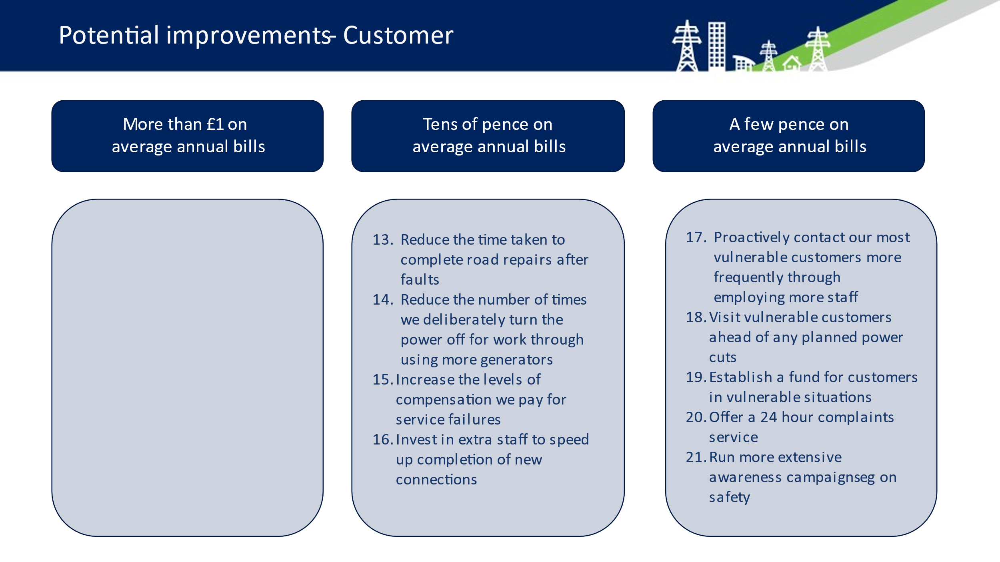 Potential improvements- Customer
More than £1 on
average annual bills
Tens of pence on
average annual bills
A few pence on
average annual bills
13. Reduce the time taken to
complete road repairs after
faults
14. Reduce the number of times
we deliberately turn the
power off for work through
using more generators
15. Increase the levels of
compensation we pay for
service failures
16. Invest in extra staff to speed
up completion of new
connections
17. Proactively contact our most
vulnerable customers more
frequently through
employing more staff
18. Visit vulnerable customers
ahead of any planned power
cuts
19. Establish a fund for customers
in vulnerable situations
20. Offer a 24 hour complaints
service
21. Run more extensive
awareness campaignseg on
safety